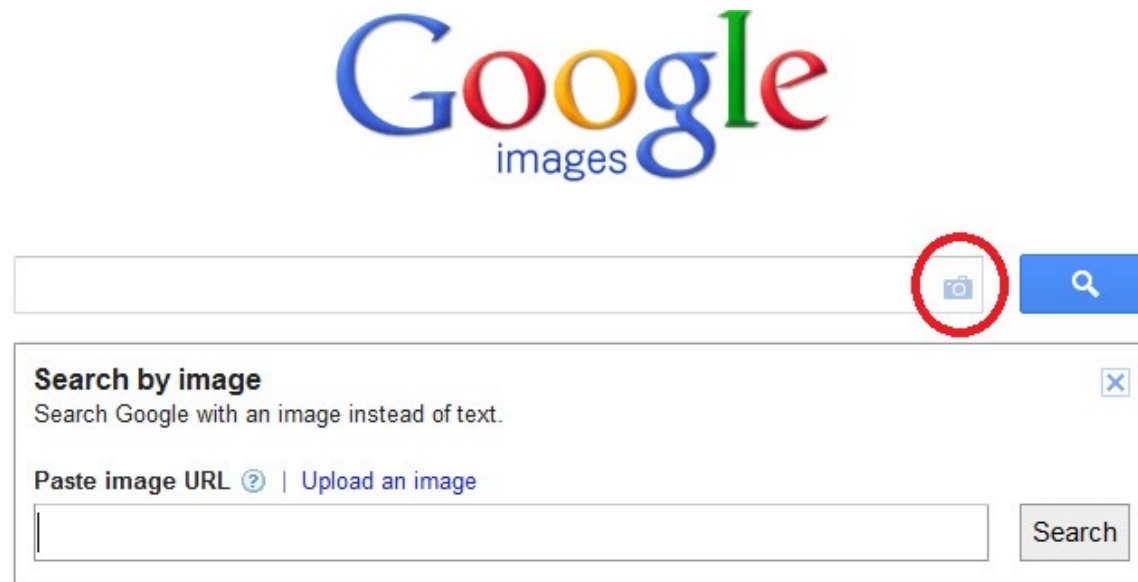 Google
images
Search by image
Search Google with an image instead of text.
Paste image URL ? | Upload an image
Search